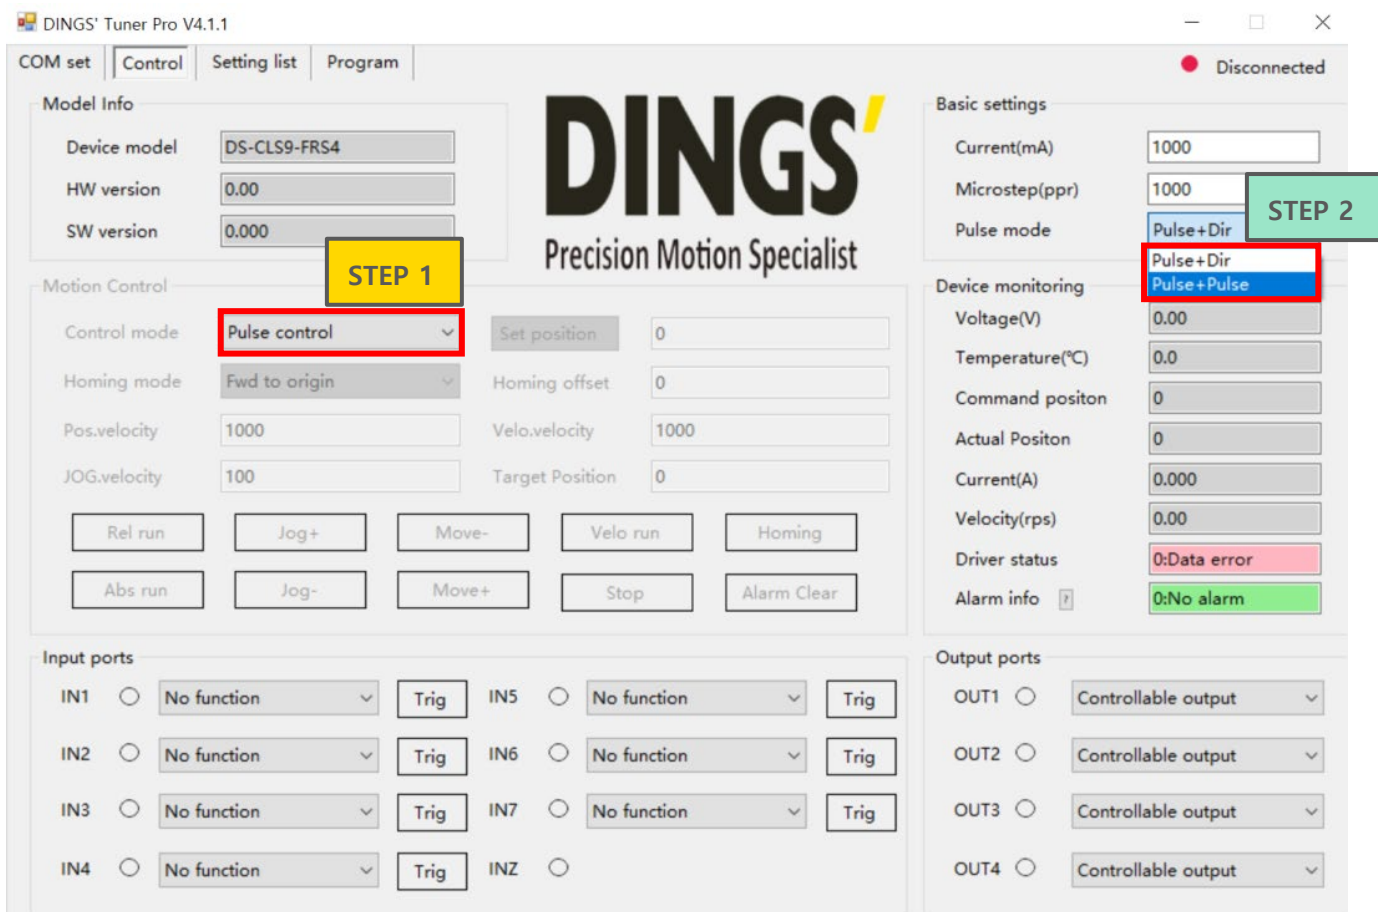 DINGS' Tuner Pro V4.1.1
COM set Control Setting list Program
Disconnected
Model Info
Device model DS-CLS9-FRS4
HW version 0.00
SW version 0.000
DINGS'
Precision Motion Specialist
Basic settings
Current(mA) 1000
Microstep(ppr) 1000
Pulse mode Pulse+Dir
Pulse+Dir
Pulse+Pulse
STEP 2
STEP 1
Motion Control
Control mode Pulse control Set position 0
Homing mode Fwd to origin Homing offset 0
Pos.velocity 1000 Velo.velocity 1000
JOG.velocity 100 Target Position 0
Rel run Jog+ Move- Velo run Homing
Abs run Jog- Move+ Stop Alarm Clear
Device monitoring
Voltage(V) 0.00
Temperature(℃) 0.0
Command positon 0
Actual Positon 0
Current(A) 0.000
Velocity(rps) 0.00
Driver status 0:Data error
Alarm info ? 0:No alarm
Input ports
IN1 No function Trig IN5 No function Trig
IN2 No function Trig IN6 No function Trig
IN3 No function Trig IN7 No function Trig
IN4 No function Trig INZ
Output ports
OUT1 Controllable output
OUT2 Controllable output
OUT3 Controllable output
OUT4 Controllable output